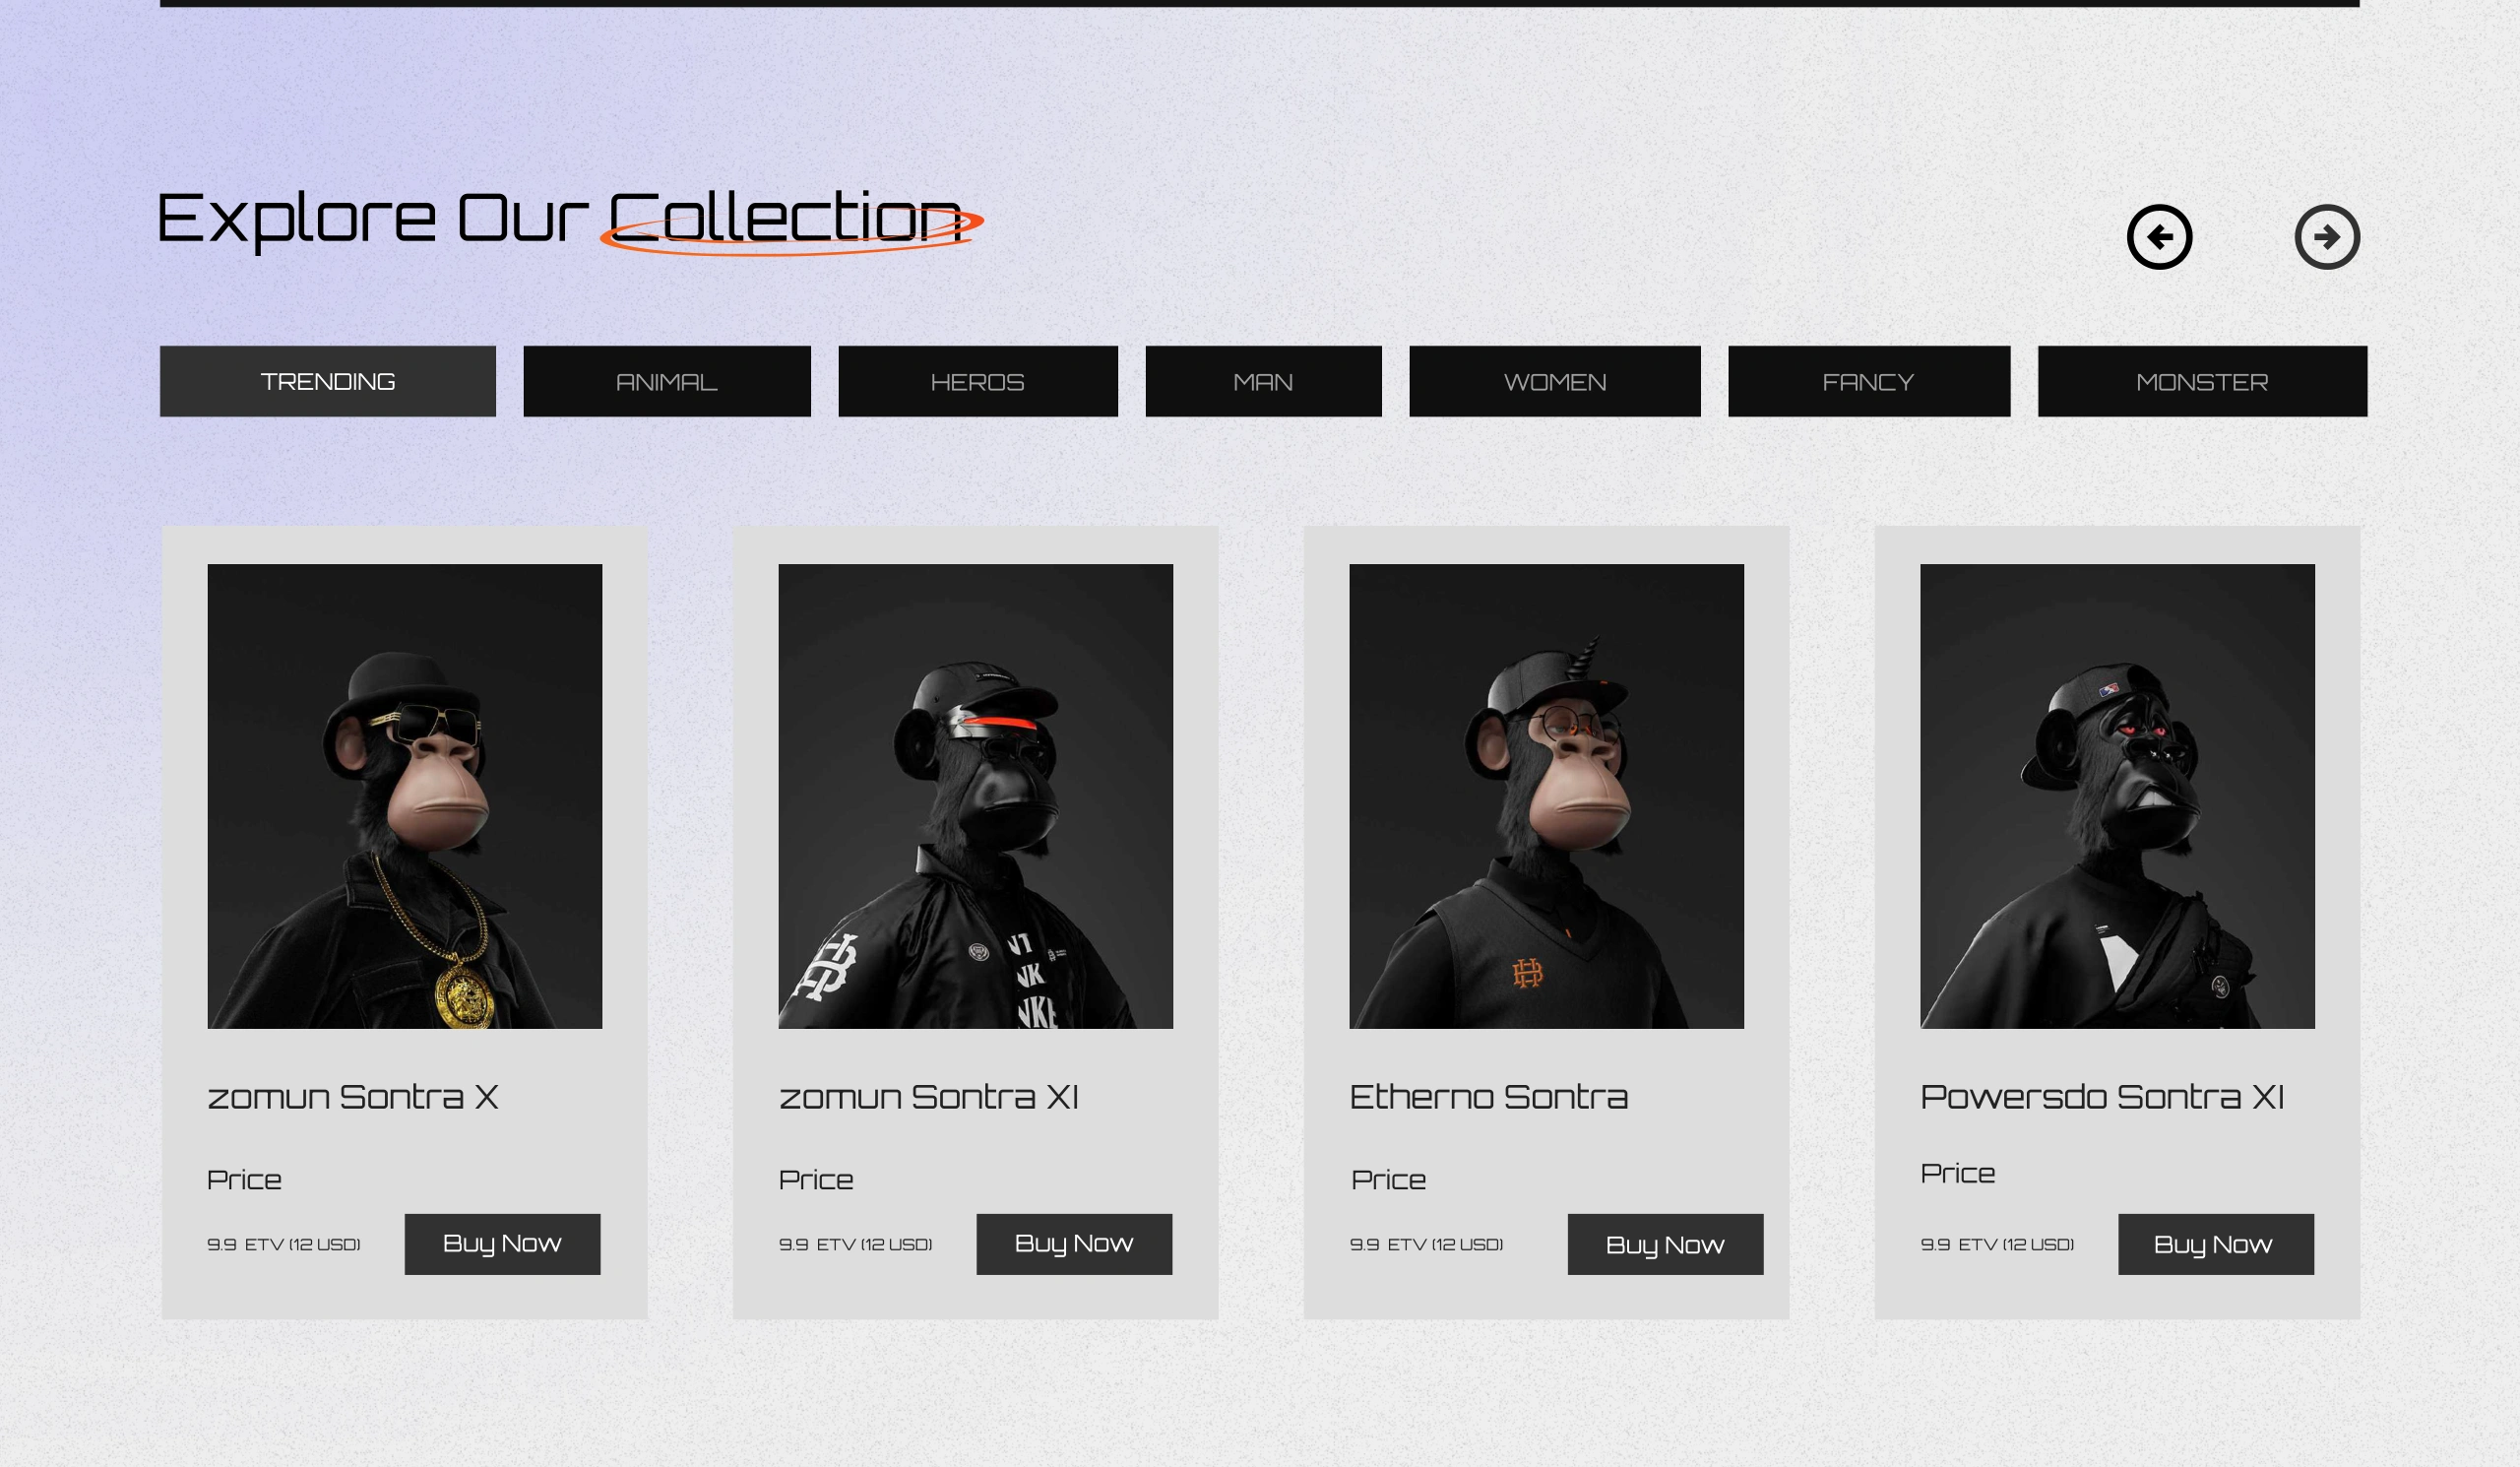 Explore Our Collection
TRENDING
ANIMAL
HEROS
MAN
WOMEN
FANCY
MONSTER
zomun Sontra X
Price
9.9 ETV (12 USD)
Buy Now
zomun Sontra XI
Price
9.9 ETV (12 USD)
Buy Now
Etherno Sontra
Price
9.9 ETV (12 USD)
Buy Now
Powersdo Sontra XI
Price
9.9 ETV (12 USD)
Buy Now